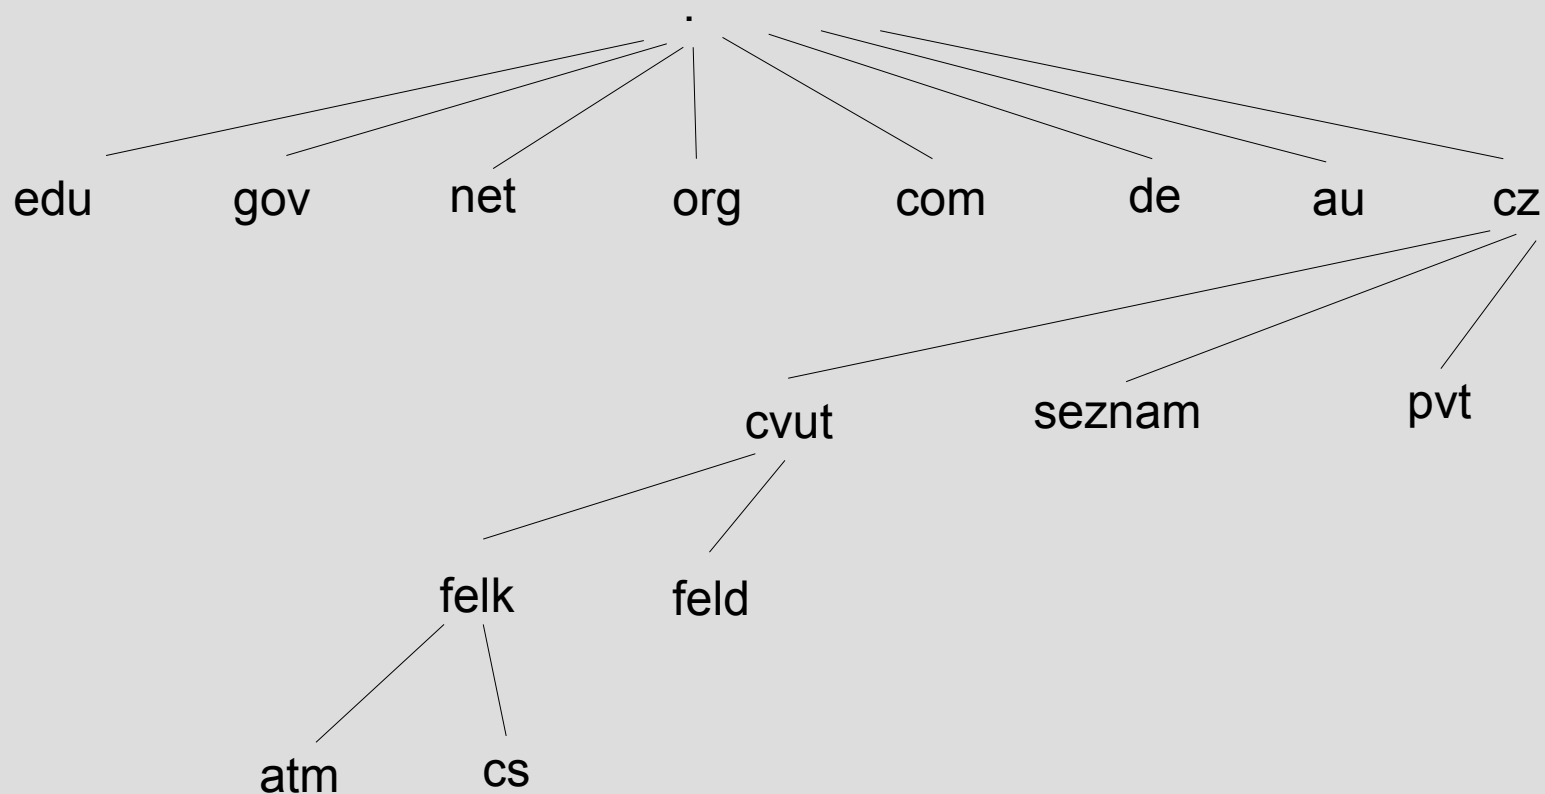 .
edu gov net org com de au cz
cvut seznam pvt
felk feld
atm cs